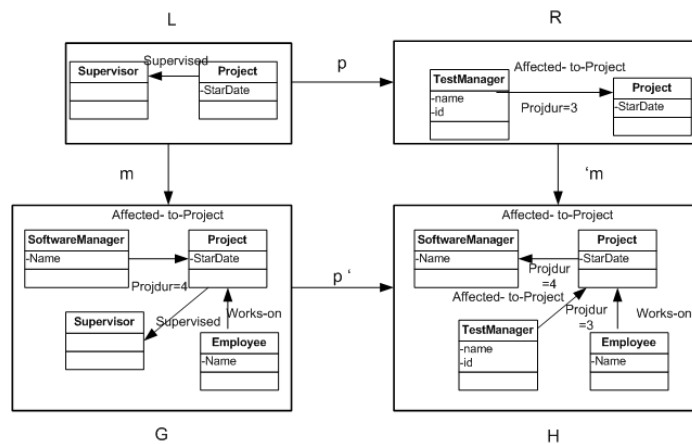 L
R
Supervised
Supervisor
Project
-StarDate
p
Affected- to-Project
TestManager
-name
-id
Projdur=3
Project
-StarDate
m
'm
Affected- to-Project
SoftwareManager
-Name
Project
-StarDate
Projdur=4
Supervisor
Supervised
Works-on
Employee
-Name
p '
Affected- to-Project
SoftwareManager
-Name
Project
-StarDate
Projdur
=4
Affected- to-Project
Projdur
=3
Works-on
TestManager
-name
-id
Employee
-Name
G
H